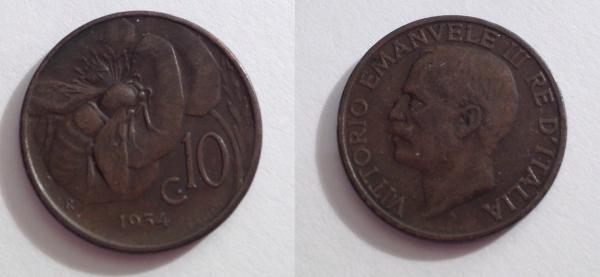 C. 10
R
1934
VITTORIO EMANVELE III RE D'ITALIA